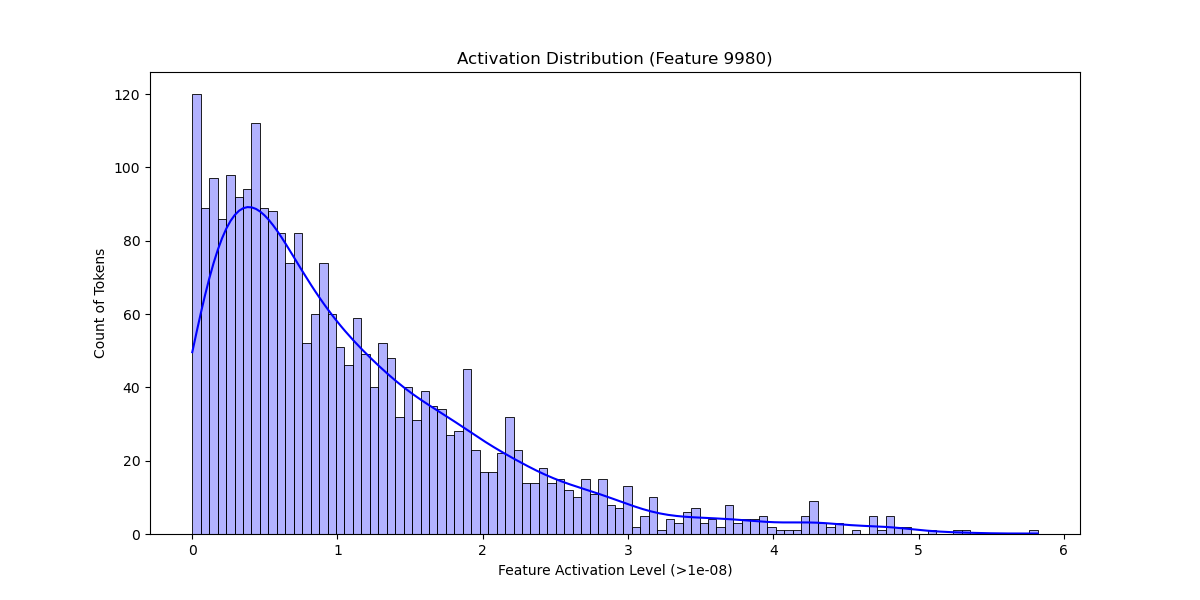 Activation Distribution (Feature 9980)
120
100
80
60
40
20
0
Count of Tokens
0 1 2 3 4 5 6
Feature Activation Level (>1e-08)